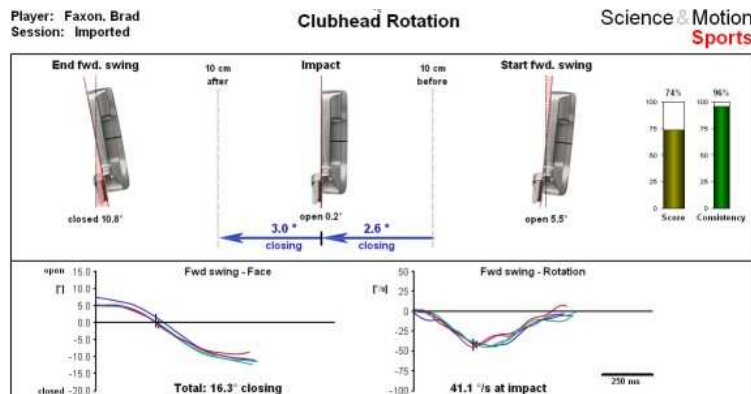 Player: Faxon, Brad
Session: Imported
Clubhead Rotation
Science&Motion
Sports
End fwd. swing
10 cm
after
Impact
10 cm
before
Start fwd. swing
closed 10.8°
open 0.2°
open 5.5°
3.0 °
closing
2.6 °
closing
74%
96%
100
75
50
25
0
100
75
50
25
0
Score
Consistency
Fwd swing - Face
open
[°]
closed
15.0
10.0
5.0
0.0
-5.0
-10.0
-15.0
-20.0
Total: 16.3° closing
Fwd swing - Rotation
[°/s]
50
25
0
-25
-50
-75
-100
41.1 °/s at impact
250 ms